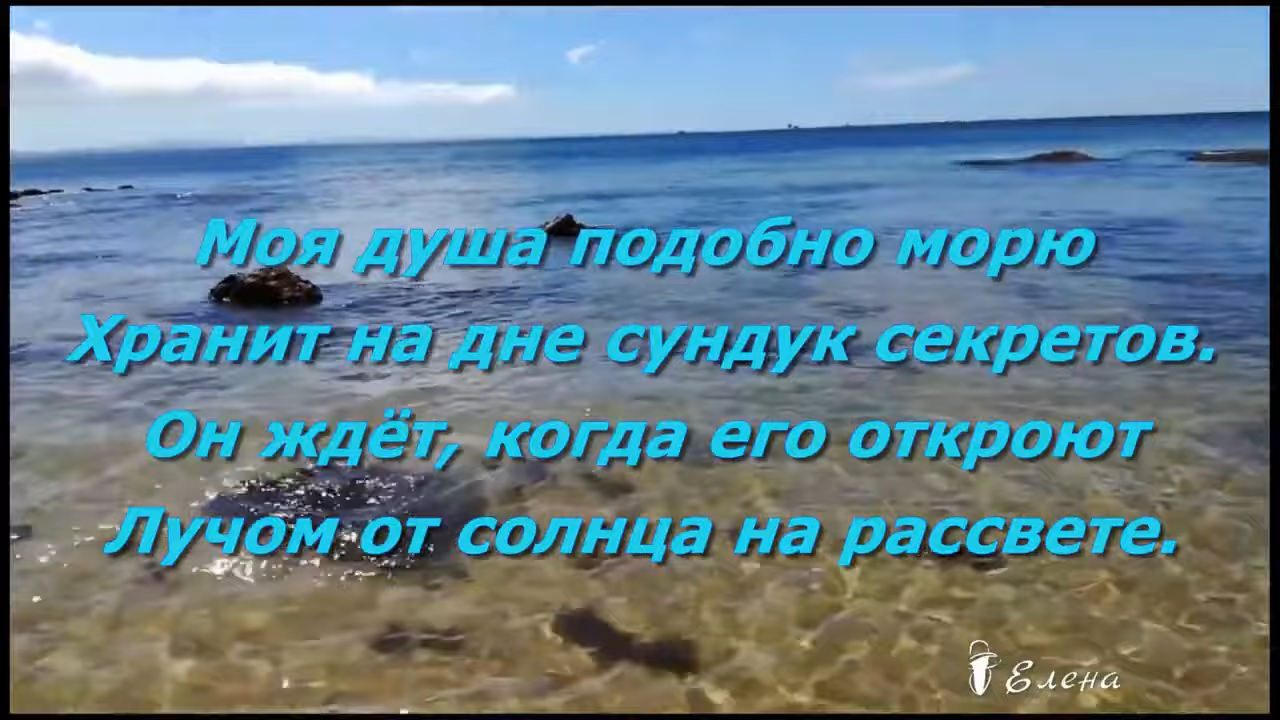 Моя душа подобно морю
Хранит на дне сундук секретов.
Он ждёт, когда его откроют
Лучом от солнца на рассвете.
Елена